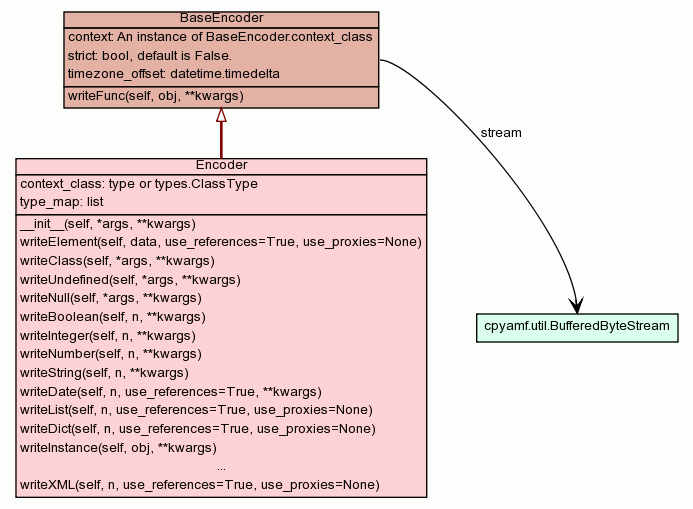 BaseEncoder
context: An instance of BaseEncoder.context_class
strict: bool, default is False.
timezone_offset: datetime.timedelta
writeFunc(self, obj, **kwargs)
stream
Encoder
context_class: type or types.ClassType
type_map: list
__init__(self, *args, **kwargs)
writeElement(self, data, use_references=True, use_proxies=None)
writeClass(self, *args, **kwargs)
writeUndefined(self, *args, **kwargs)
writeNull(self, *args, **kwargs)
writeBoolean(self, n, **kwargs)
writeInteger(self, n, **kwargs)
writeNumber(self, n, **kwargs)
writeString(self, n, **kwargs)
writeDate(self, n, use_references=True, **kwargs)
writeList(self, n, use_references=True, use_proxies=None)
writeDict(self, n, use_references=True, use_proxies=None)
writeInstance(self, obj, **kwargs)
...
writeXML(self, n, use_references=True, use_proxies=None)
cpyamf.util.BufferedByteStream